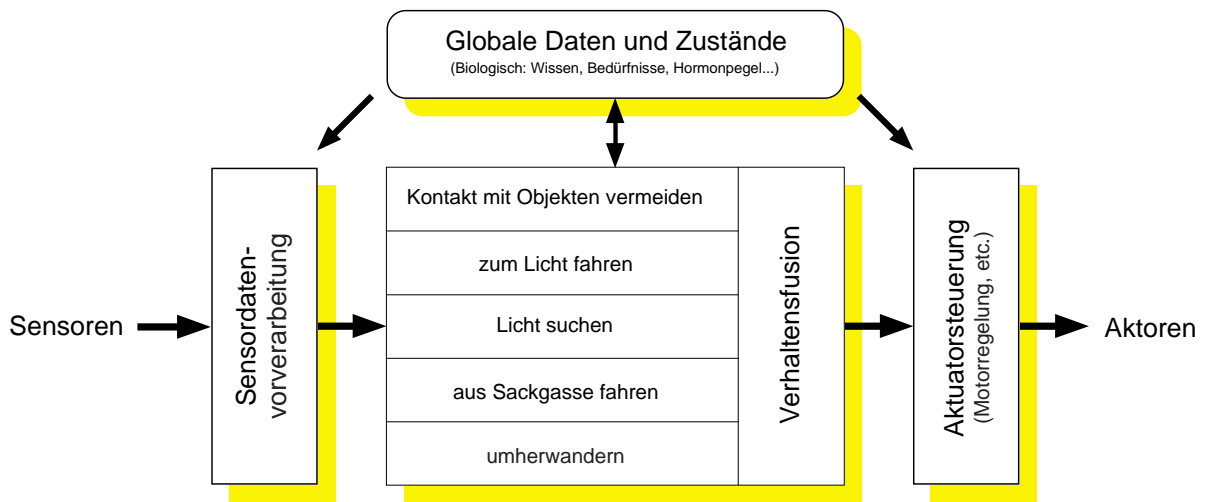 Globale Daten und Zustände
(Biologisch: Wissen, Bedürfnisse, Hormonpegel...)
Sensoren
Sensordaten-
vorverarbeitung
Kontakt mit Objekten vermeiden
zum Licht fahren
Licht suchen
aus Sackgasse fahren
umherwandern
Verhaltensfusion
Aktuatorsteuerung
(Motorregelung, etc.)
Aktoren